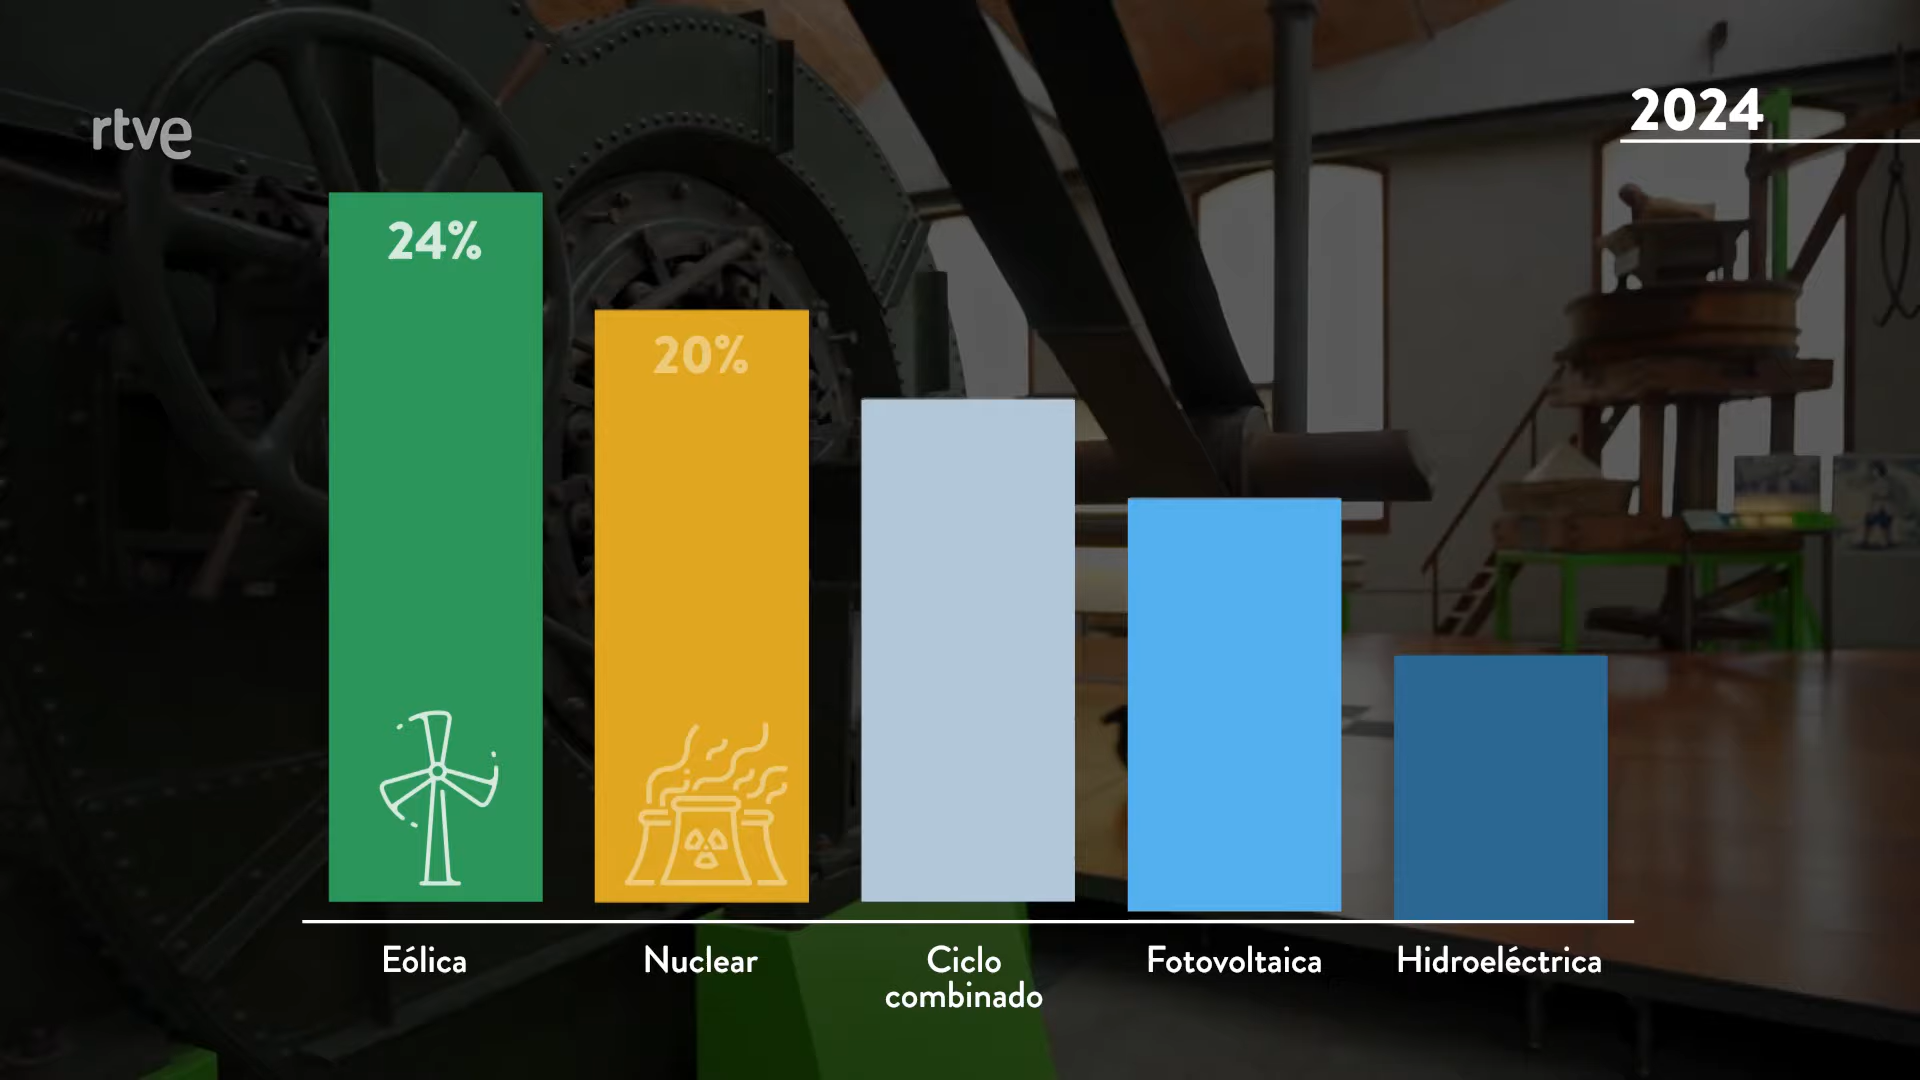 rtve
2024
24%
20%
Eólica
Nuclear
Ciclo
combinado
Fotovoltaica
Hidroeléctrica